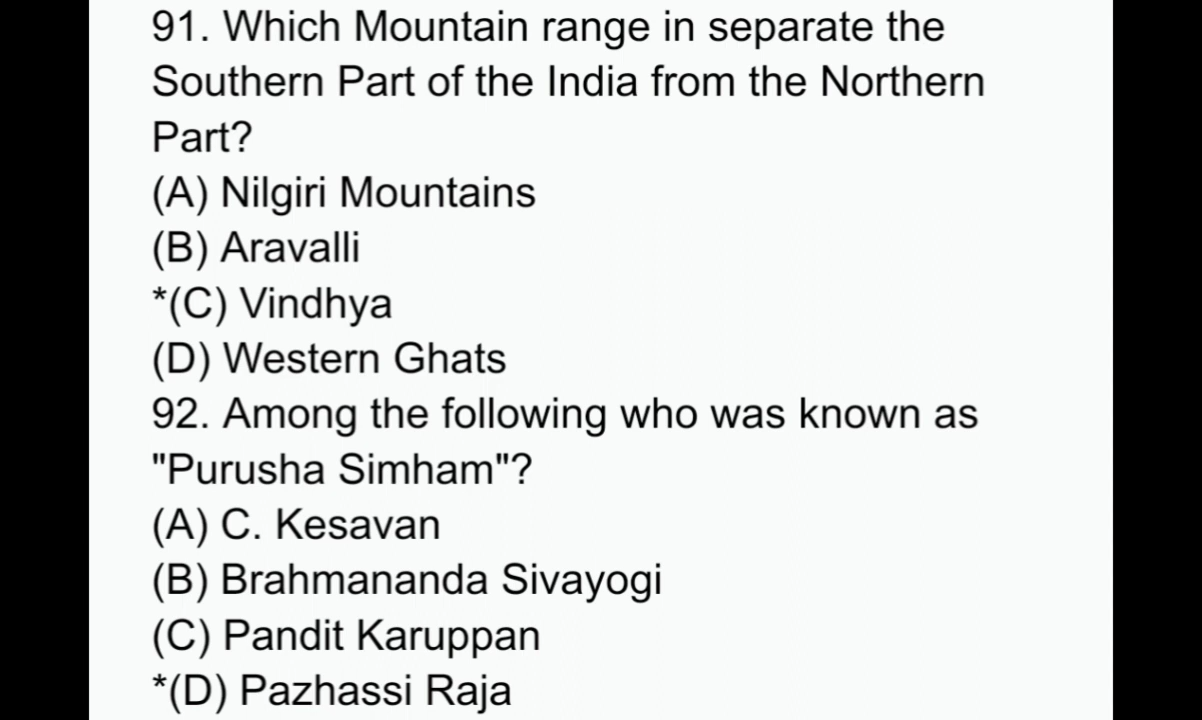 91. Which Mountain range in separate the
Southern Part of the India from the Northern
Part?
(A) Nilgiri Mountains
(B) Aravalli
*(C) Vindhya
(D) Western Ghats
92. Among the following who was known as
"Purusha Simham"?
(A) C. Kesavan
(B) Brahmananda Sivayogi
(C) Pandit Karuppan
*(D) Pazhassi Raja